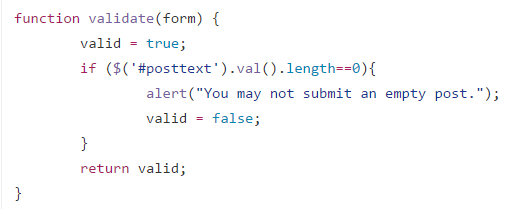 function validate(form) {
        valid = true;
        if ($('#posttext').val().length==0){
                alert("You may not submit an empty post.");
                valid = false;
        }
        return valid;
}